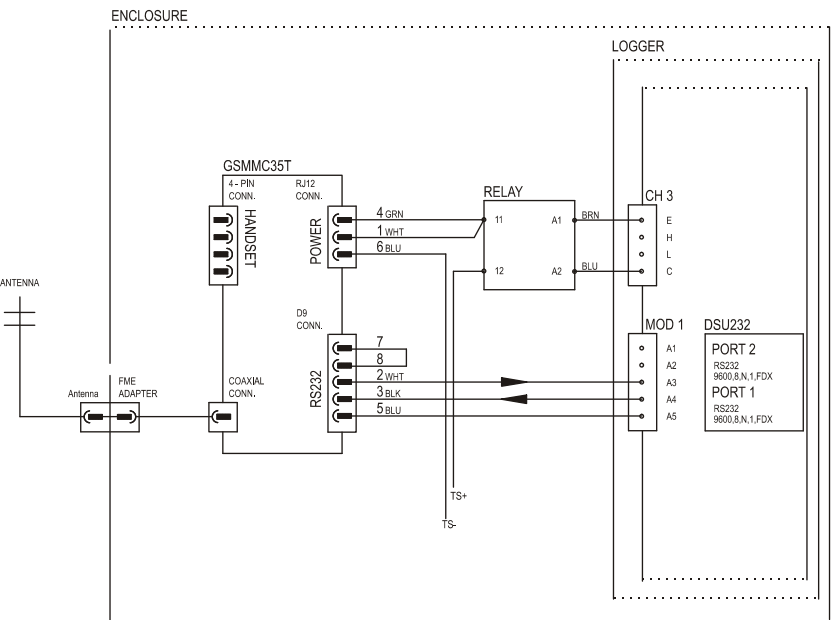 ENCLOSURE
LOGGER
GSMMC35T
4 - PIN
CONN.
RJ12
CONN.
HANDSET
POWER
4 GRN
1 WHT
6 BLU
RELAY
11
A1
12
A2
BRN
BLU
CH 3
E
H
L
C
ANTENNA
D9
CONN.
RS232
7
8
2 WHT
3 BLK
5 BLU
MOD 1
A1
A2
A3
A4
A5
DSU232
PORT 2
RS232
9600,8,N,1,FDX
PORT 1
RS232
9600,8,N,1,FDX
Antenna
FME
ADAPTER
COAXIAL
CONN.
TS+
TS-